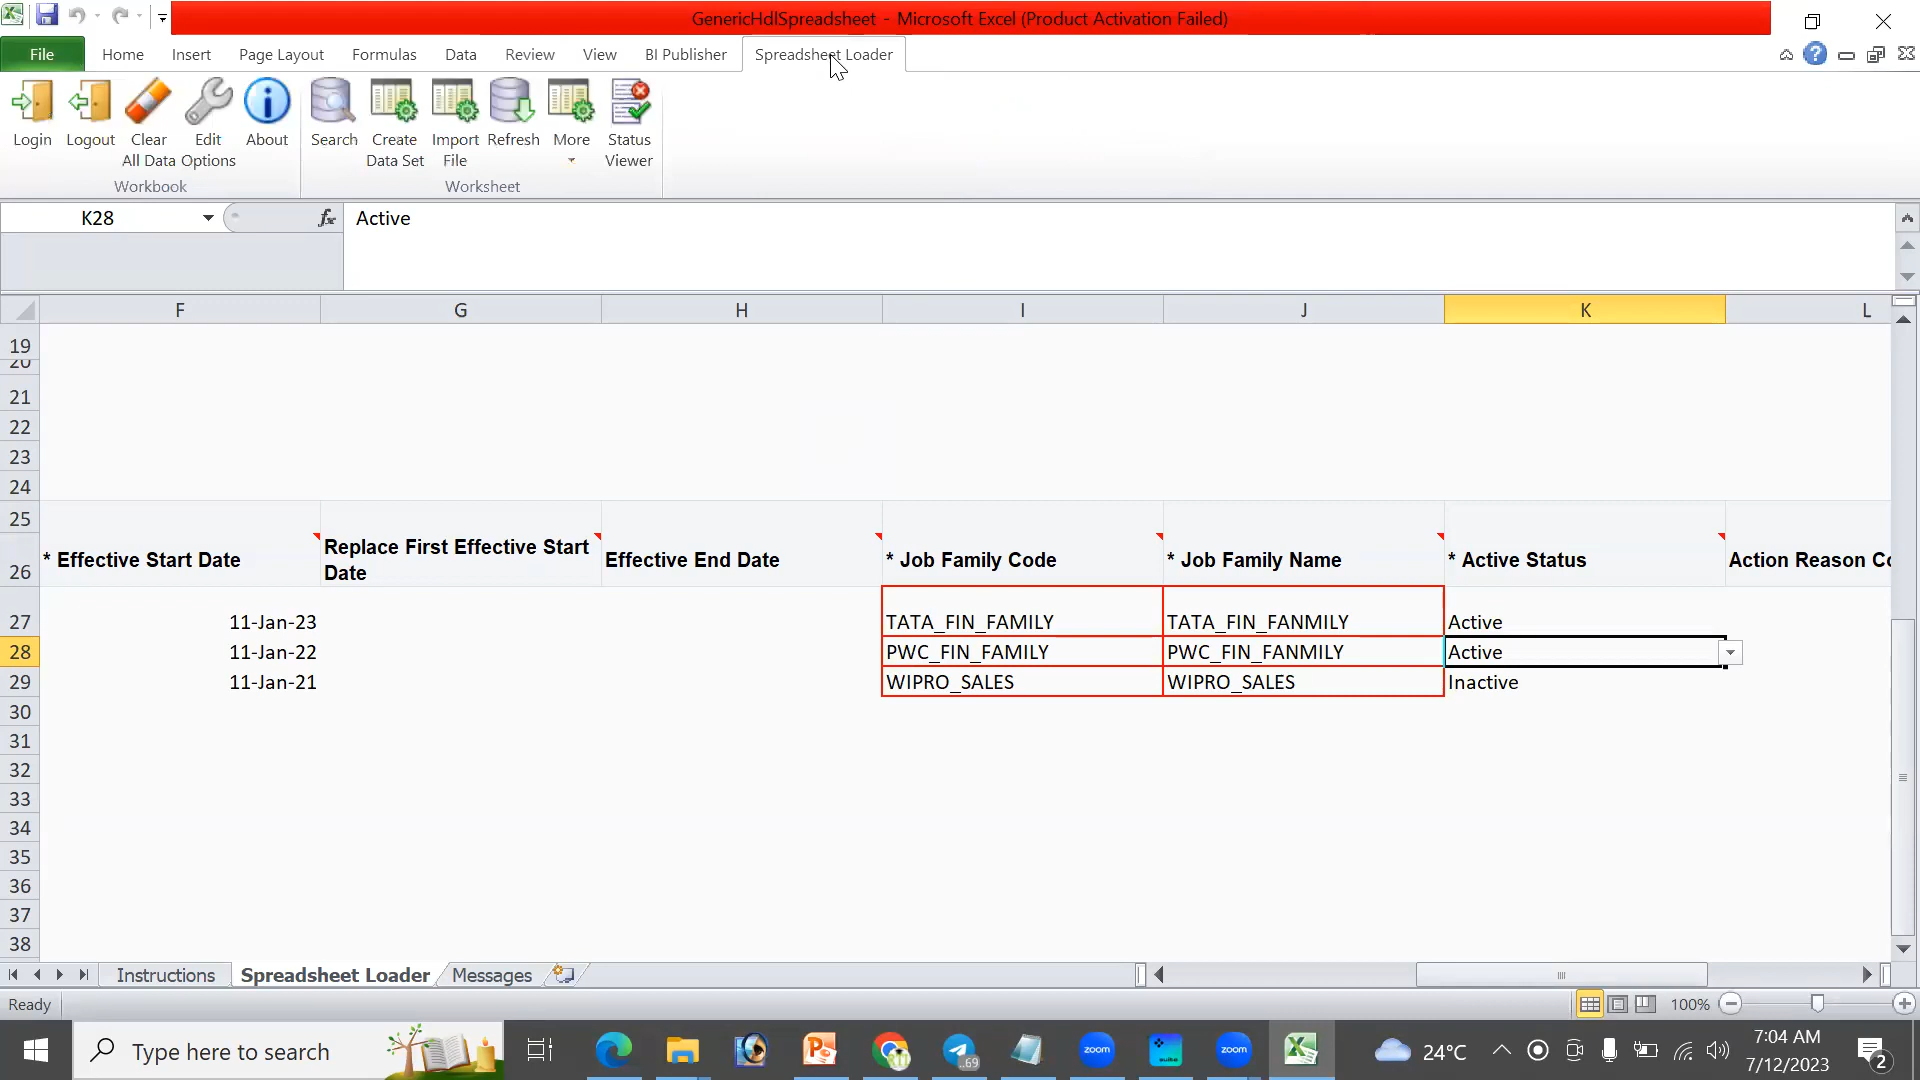 GenericHdlSpreadsheet - Microsoft Excel (Product Activation Failed)
File Home Insert Page Layout Formulas Data Review View BI Publisher Spreadsheet Loader
Login Logout Clear All Data Edit Options About Search Create Data Set Import File Refresh More Status Viewer
Workbook Worksheet
K28 fx Active
F G H I J K L
19
20
21
22
23
24
25
26 * Effective Start Date Replace First Effective Start Date Effective End Date * Job Family Code * Job Family Name * Active Status Action Reason Co
27 11-Jan-23 TATA_FIN_FAMILY TATA_FIN_FANMILY Active
28 11-Jan-22 PWC_FIN_FAMILY PWC_FIN_FANMILY Active
29 11-Jan-21 WIPRO_SALES WIPRO_SALES Inactive
30
31
32
33
34
35
36
37
38
Instructions Spreadsheet Loader Messages
Ready 100%
Type here to search zoom zoom 24°C 7:04 AM
7/12/2023 2